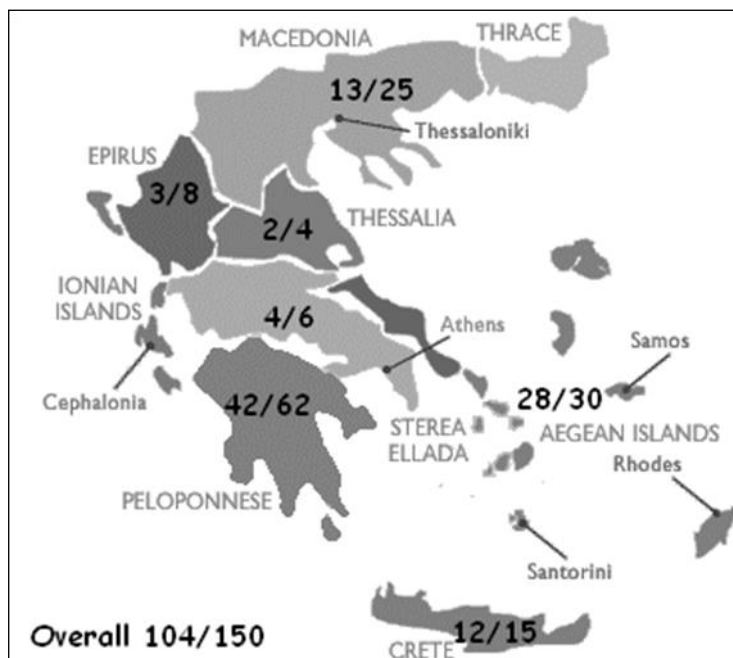 THRACE
MACEDONIA
13/25
Thessaloniki
EPIRUS
3/8
THESSALIA
2/4
IONIAN
ISLANDS
4/6
Athens
Samos
Cephalonia
42/62
28/30
STEREA
ELLADA
AEGEAN ISLANDS
Rhodes
PELOPONNESE
Santorini
Overall 104/150
12/15
CRETE